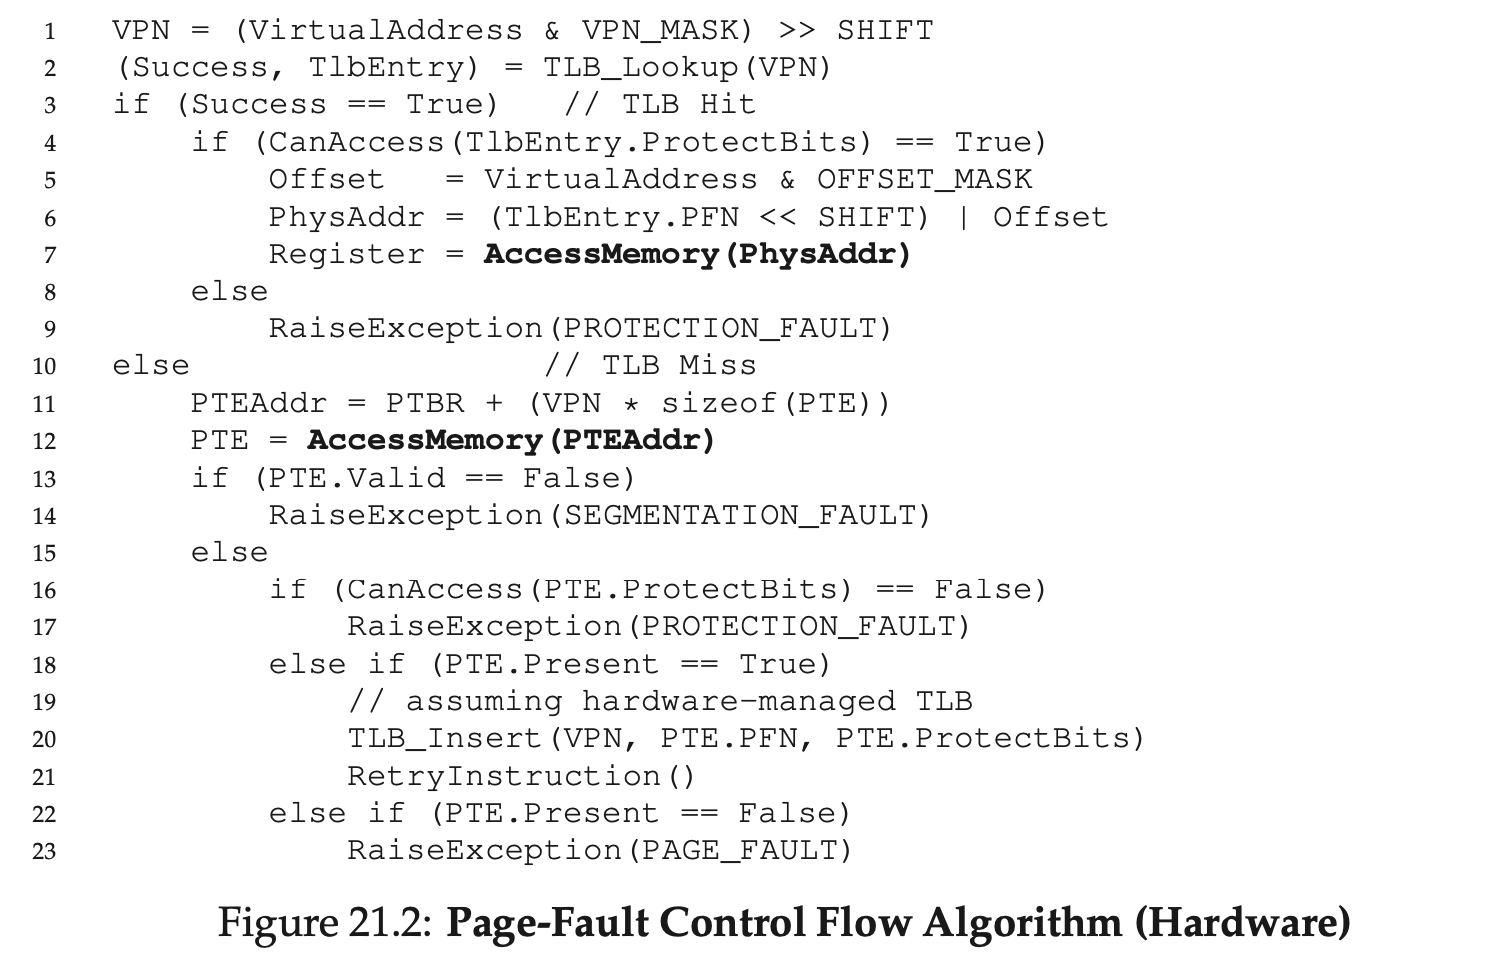 1 VPN = (VirtualAddress & VPN_MASK) >> SHIFT
2 (Success, TlbEntry) = TLB_Lookup(VPN)
3 if (Success == True) // TLB Hit
4 if (CanAccess(TlbEntry.ProtectBits) == True)
5 Offset = VirtualAddress & OFFSET_MASK
6 PhysAddr = (TlbEntry.PFN << SHIFT) | Offset
7 Register = AccessMemory(PhysAddr)
8 else
9 RaiseException(PROTECTION_FAULT)
10 else // TLB Miss
11 PTEAddr = PTBR + (VPN * sizeof(PTE))
12 PTE = AccessMemory(PTEAddr)
13 if (PTE.Valid == False)
14 RaiseException(SEGMENTATION_FAULT)
15 else
16 if (CanAccess(PTE.ProtectBits) == False)
17 RaiseException(PROTECTION_FAULT)
18 else if (PTE.Present == True)
19 // assuming hardware-managed TLB
20 TLB_Insert(VPN, PTE.PFN, PTE.ProtectBits)
21 RetryInstruction()
22 else if (PTE.Present == False)
23 RaiseException(PAGE_FAULT)
Figure 21.2: Page-Fault Control Flow Algorithm (Hardware)